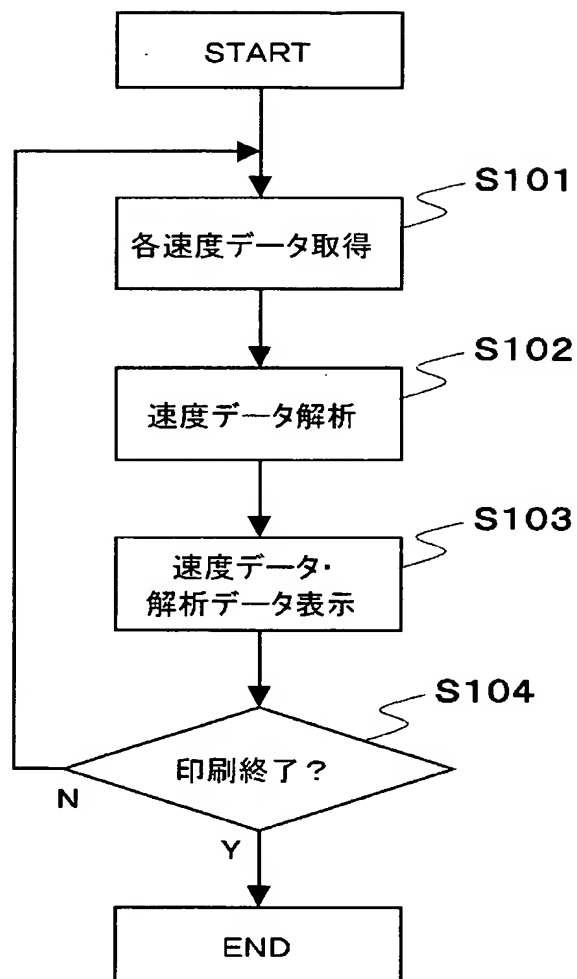 START
S101
各速度データ取得
S102
速度データ解析
S103
速度データ・
解析データ表示
S104
印刷終了?
N
Y
END